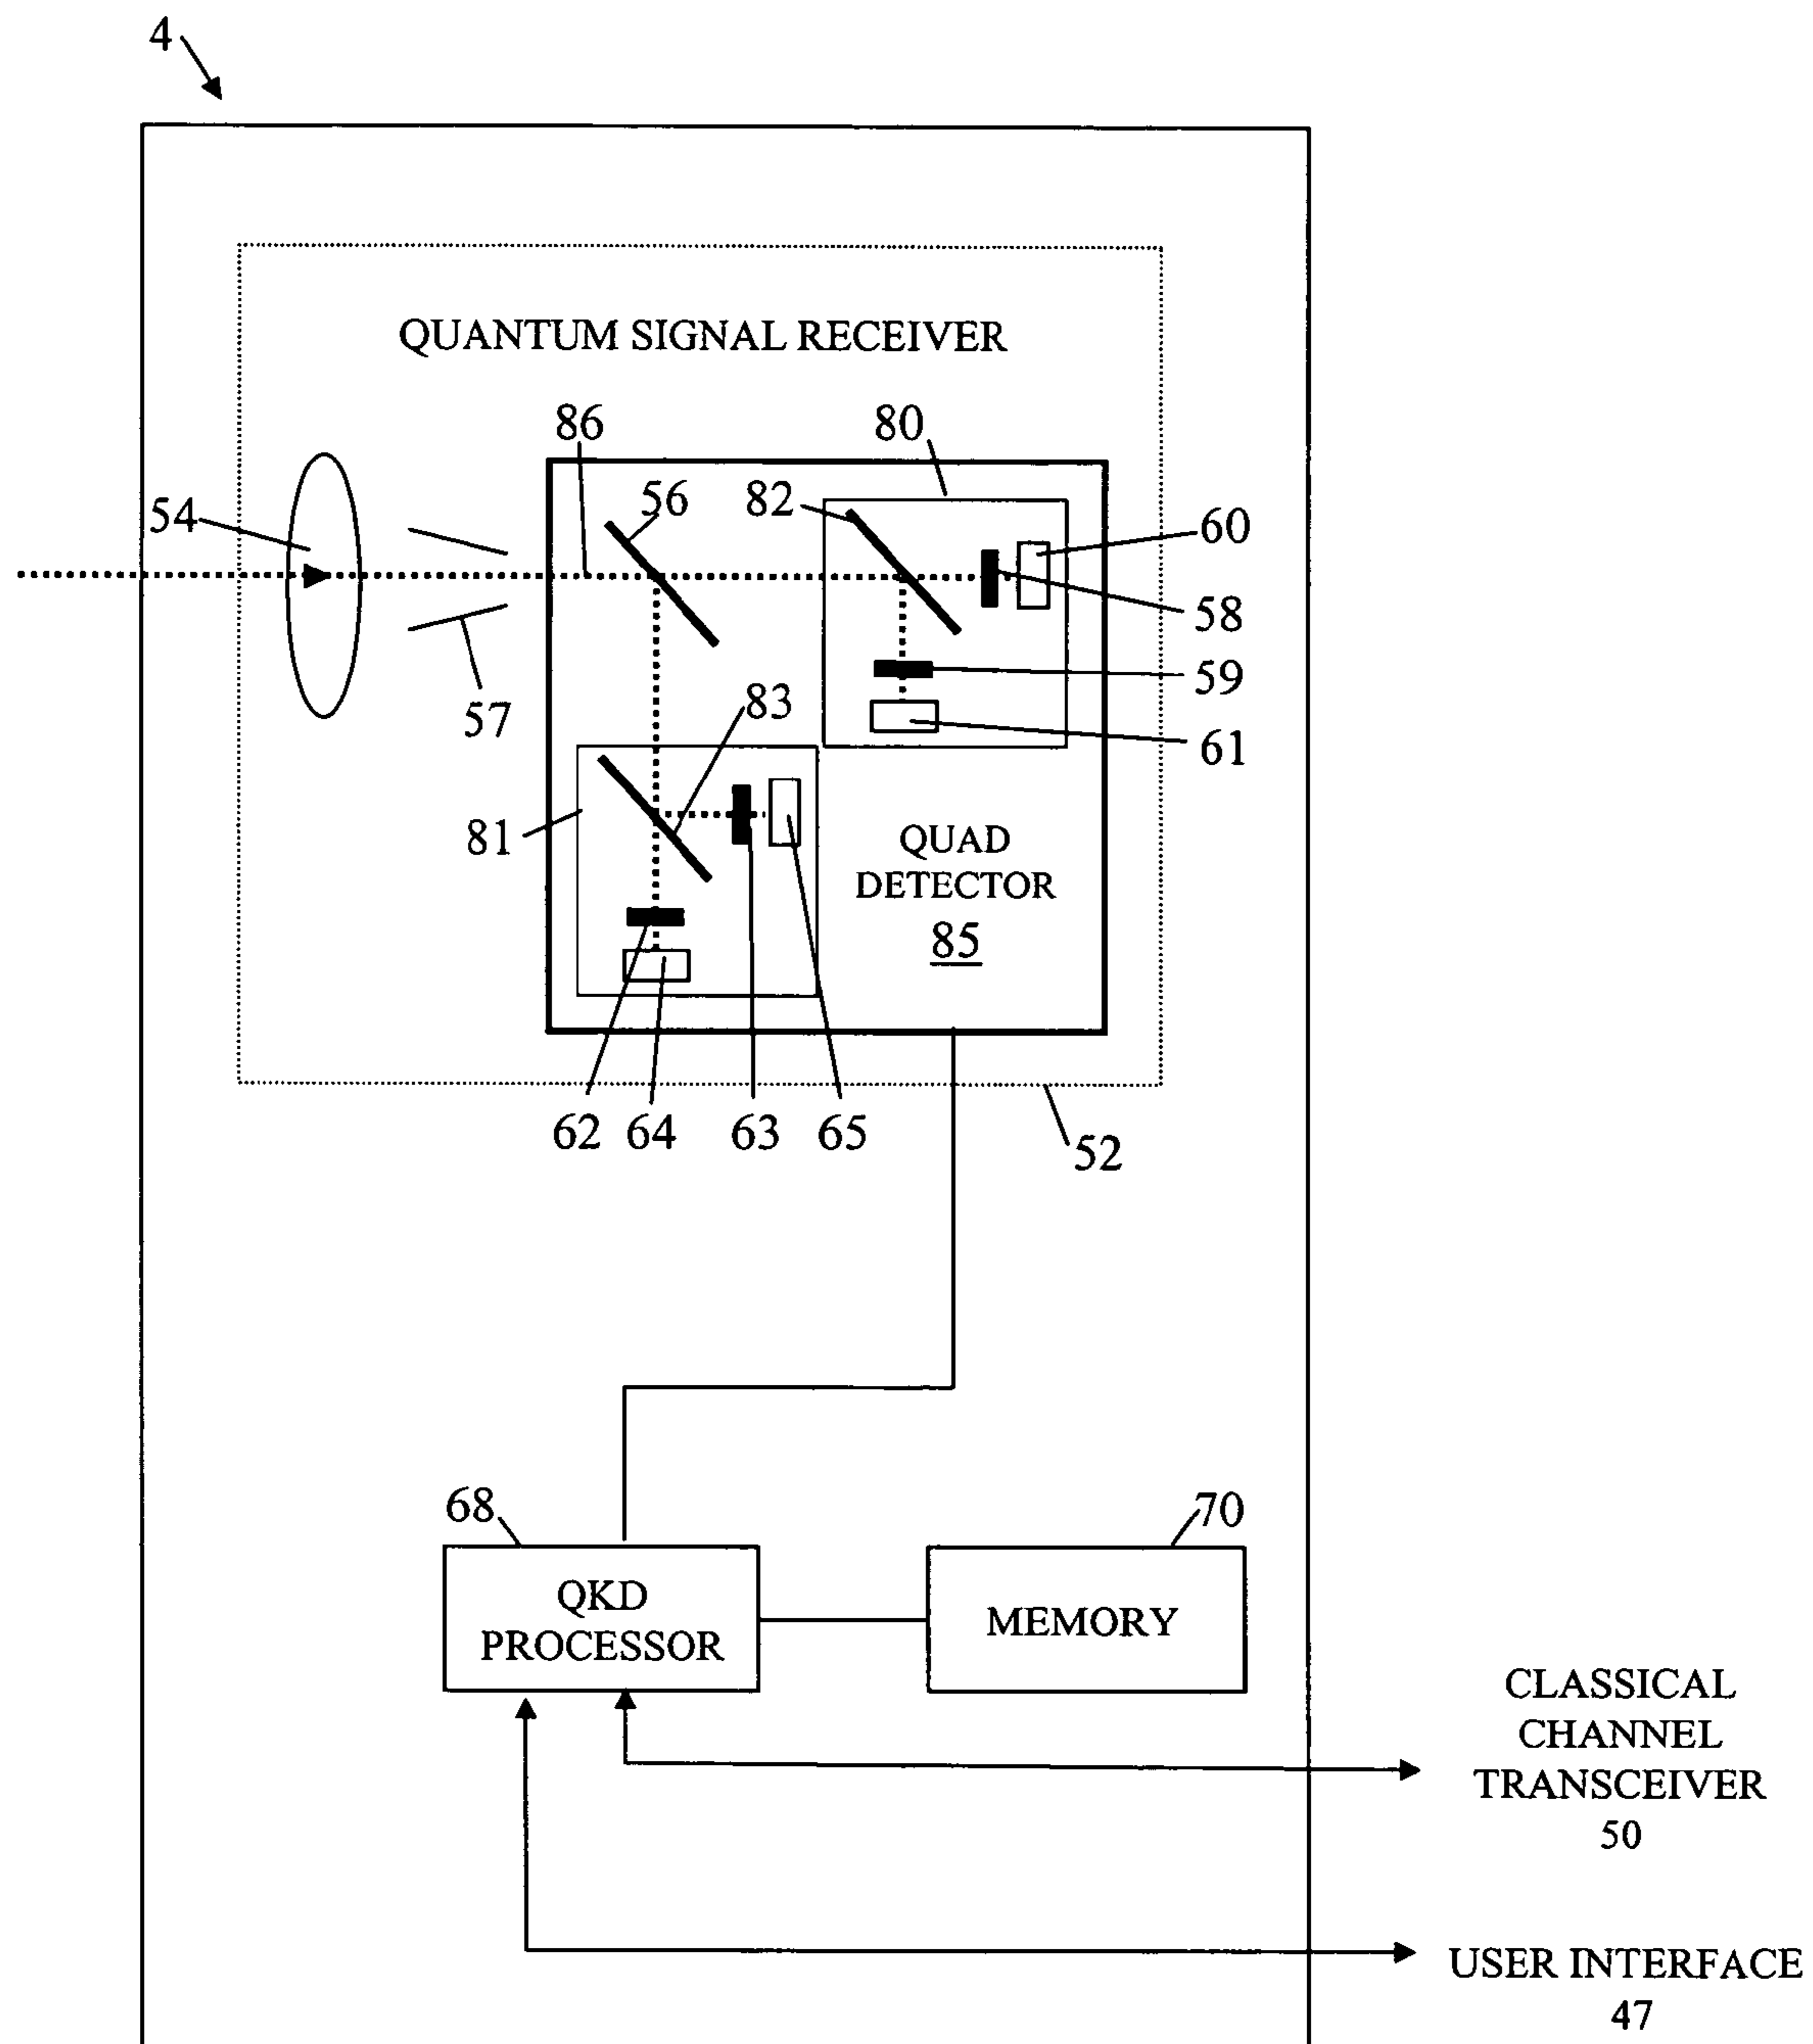 4
QUANTUM SIGNAL RECEIVER
86
80
54
56
82
60
58
57
83
59
61
81
QUAD
DETECTOR
85
62
64
63
65
52
68
70
QKD
PROCESSOR
MEMORY
CLASSICAL
CHANNEL
TRANSCEIVER
50
USER INTERFACE
47